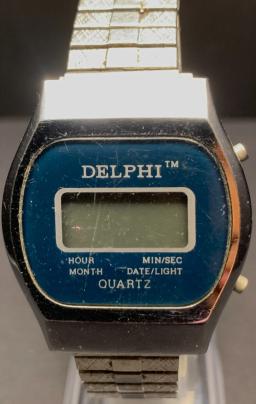 DELPHI™
HOUR MIN/SEC
MONTH DATE/LIGHT
QUARTZ